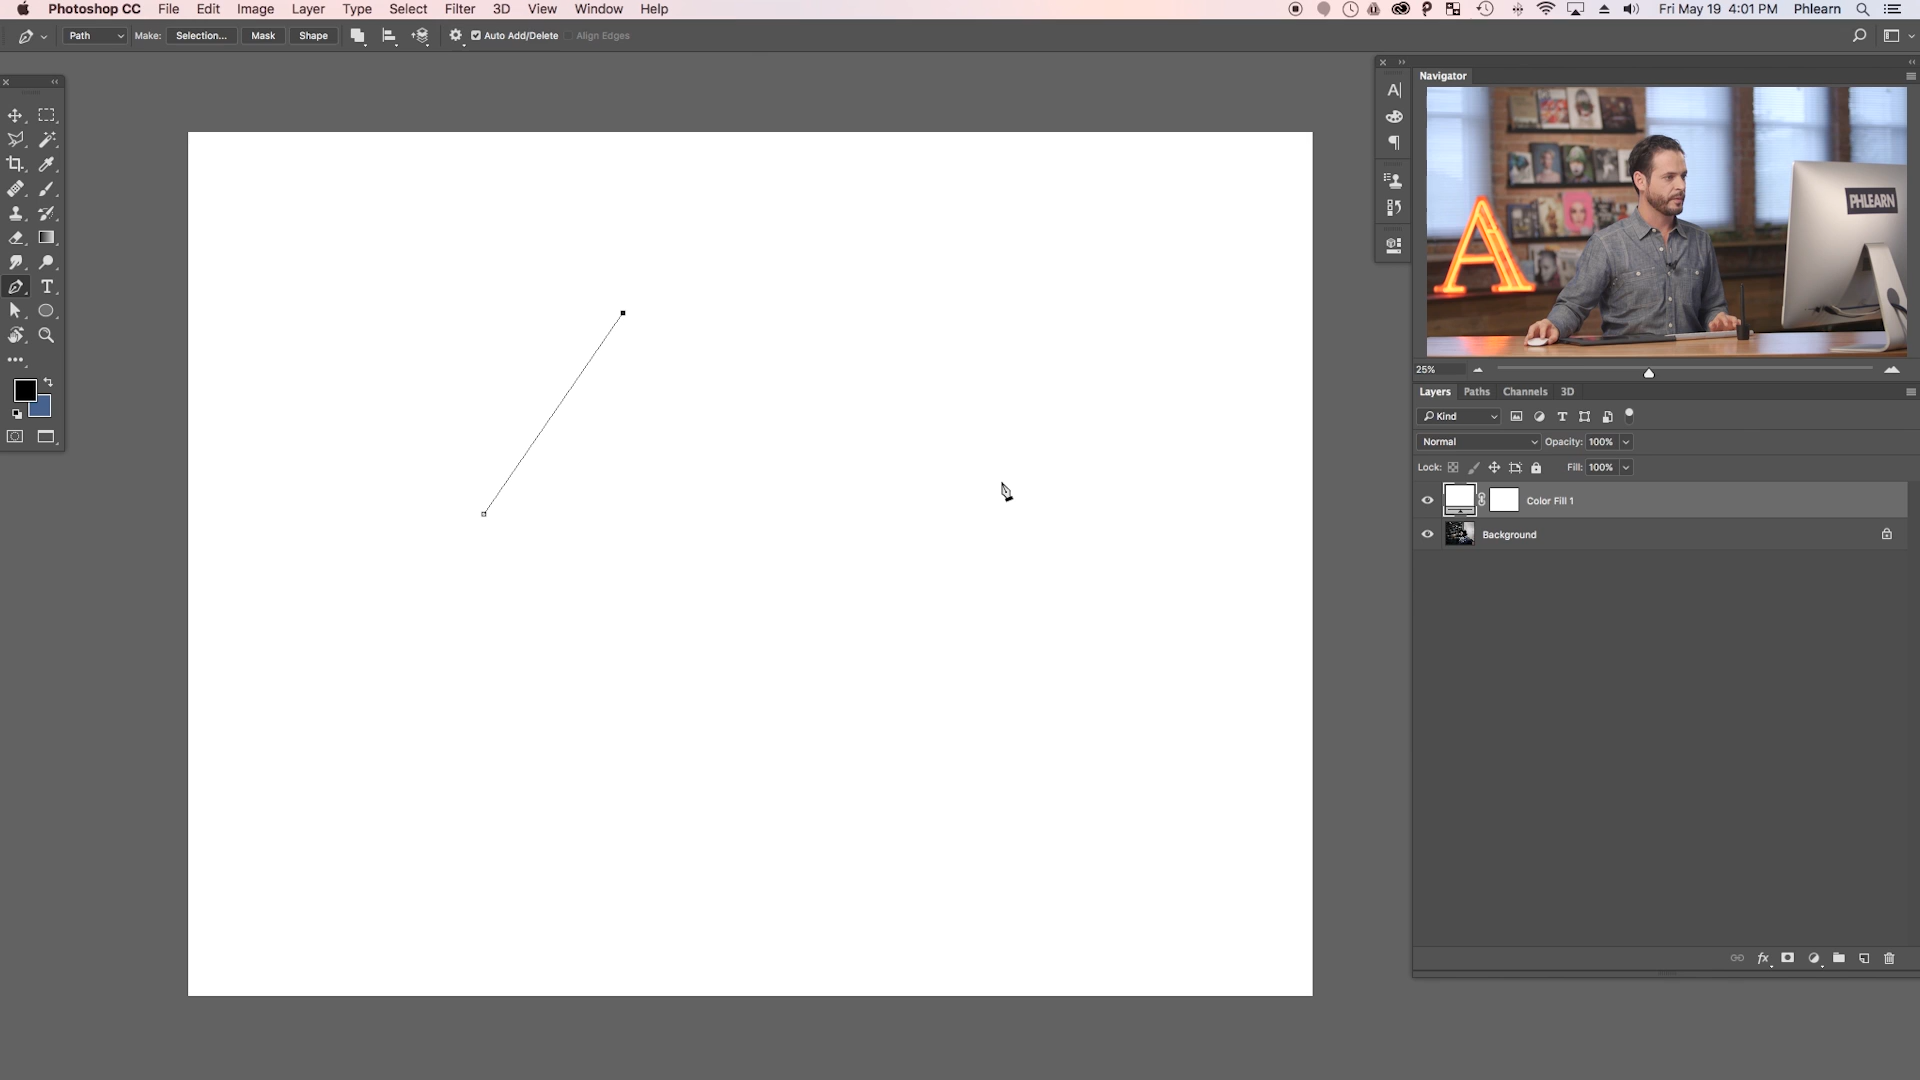 Photoshop CC File Edit Image Layer Type Select Filter 3D View Window Help Fri May 19 4:01 PM Phlearn
Path Make: Selection... Mask Shape Auto Add/Delete Align Edges
Navigator
A
PHLEARN
25%
Layers Paths Channels 3D
Kind
Normal Opacity: 100%
Lock: Fill: 100%
Color Fill 1
Background
fx